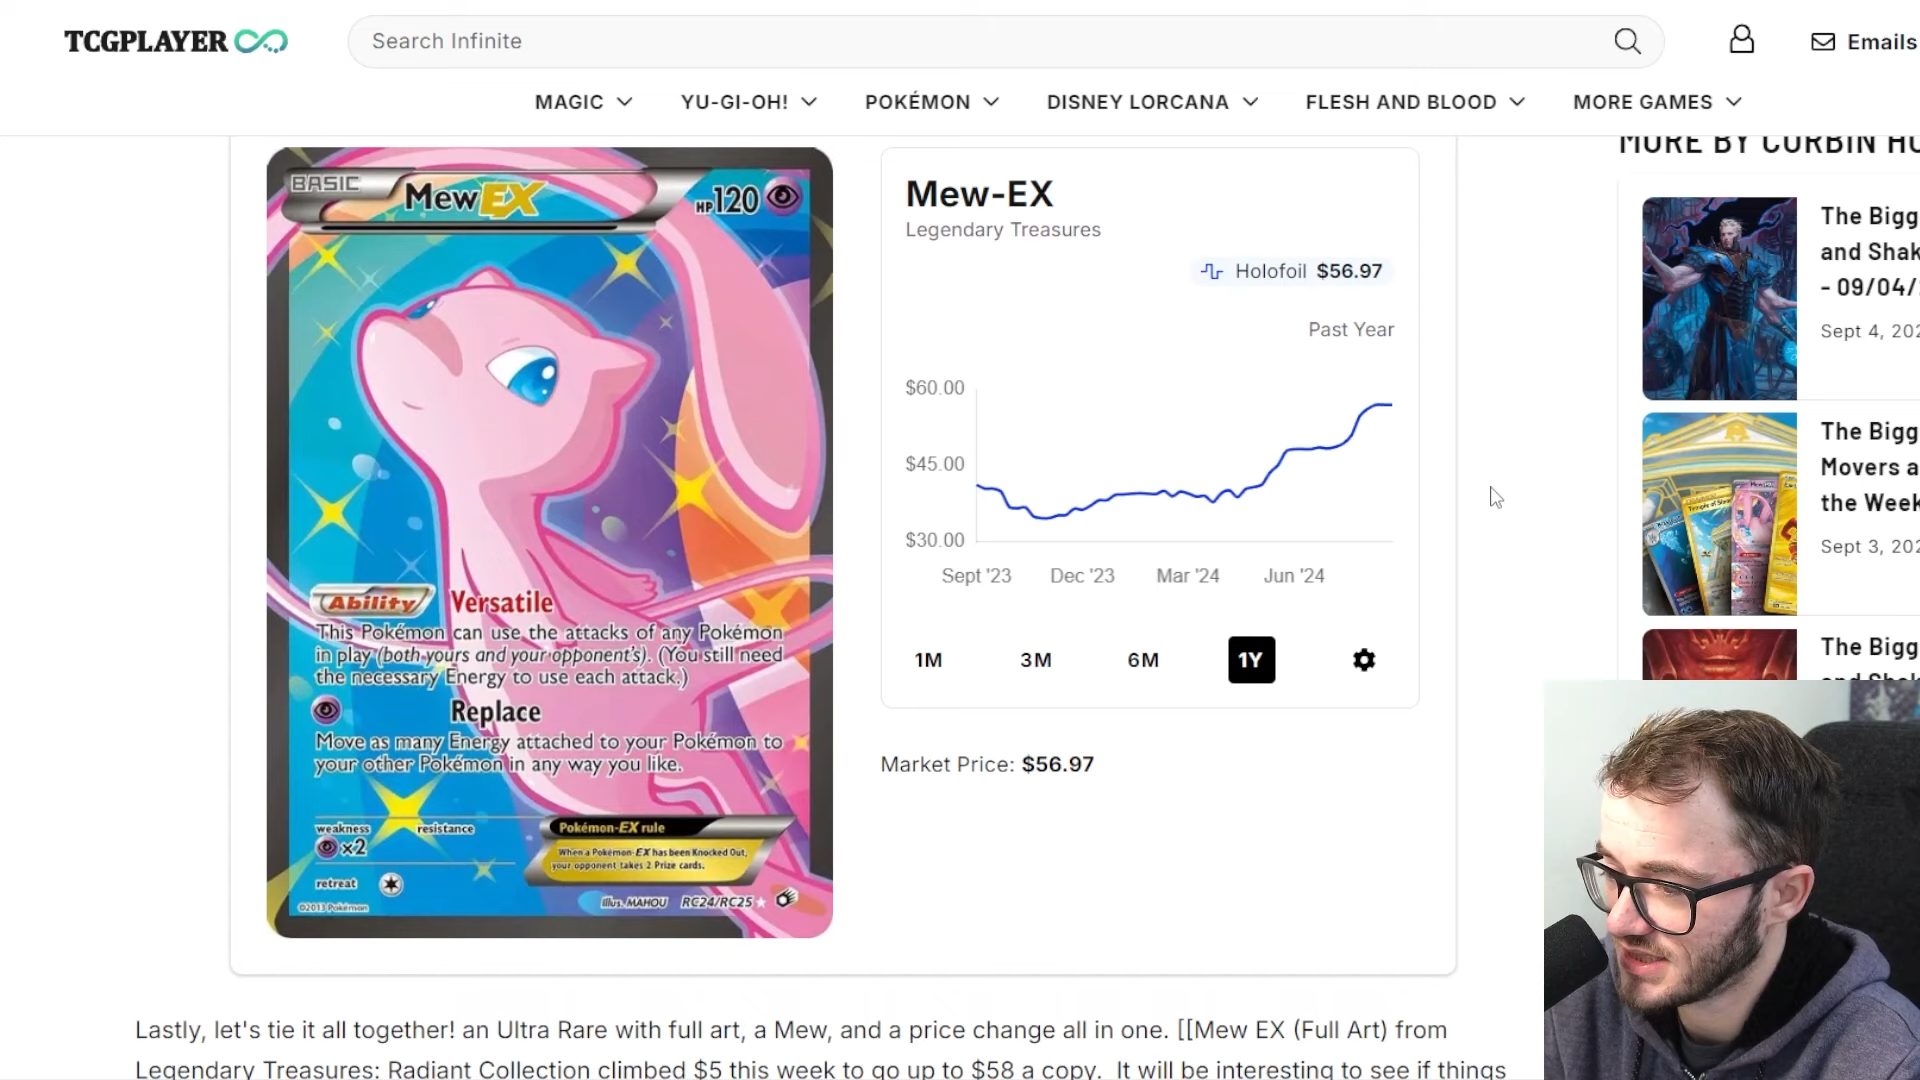 TCGPLAYER
Search Infinite
Emails
MAGIC
YU-GI-OH!
POKÉMON
DISNEY LORCANA
FLESH AND BLOOD
MORE GAMES
BASIC
Mew EX
HP120
Ability Versatile
This Pokémon can use the attacks of any Pokémon
in play (both yours and your opponent's). (You still need
the necessary Energy to use each attack.)
Replace
Move as many Energy attached to your Pokémon to
your other Pokémon in any way you like.
weakness
resistance
×2
retreat
©2013 Pokémon
Pokémon-EX rule
When a Pokémon-EX has been Knocked Out,
your opponent takes 2 Prize cards.
Illus. MAHOU RC24/RC25
Mew-EX
Legendary Treasures
Holofoil $56.97
Past Year
$60.00
$45.00
$30.00
Sept '23
Dec '23
Mar '24
Jun '24
1M
3M
6M
1Y
Market Price: $56.97
MORE BY CORBIN
The Bigg
and Shak
- 09/04/
Sept 4, 202
The Bigg
Movers a
the Week
Sept 3, 202
The Bigg
Lastly, let's tie it all together! an Ultra Rare with full art, a Mew, and a price change all in one. [[Mew EX (Full Art) from
Legendary Treasures: Radiant Collection climbed $5 this week to go up to $58 a copy. It will be interesting to see if things